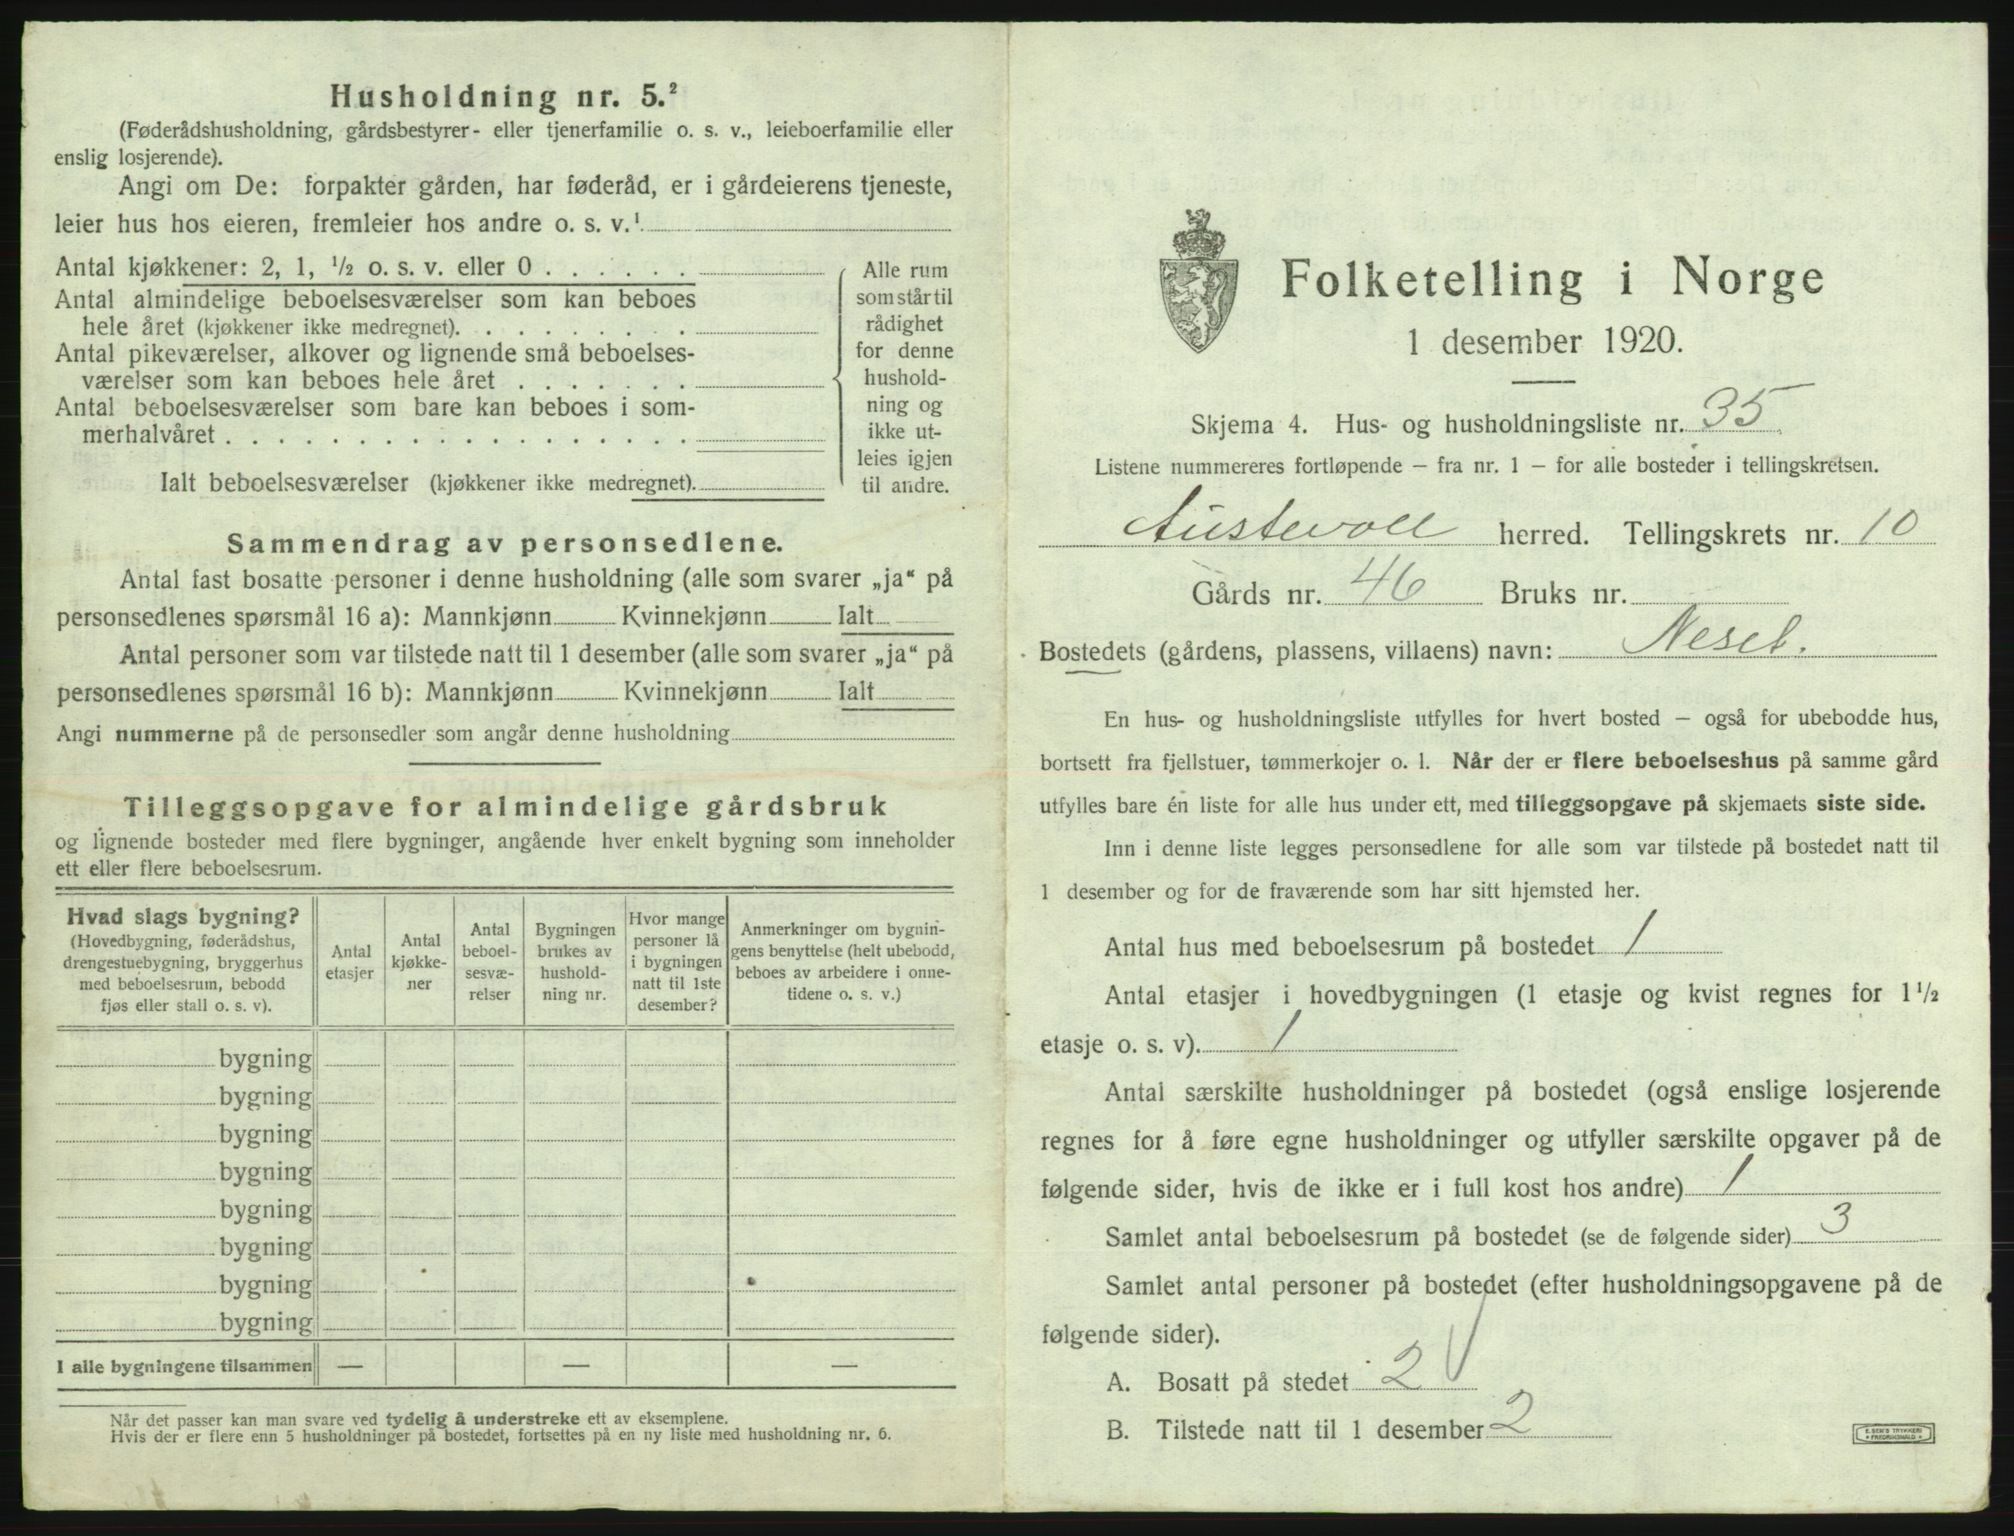 Husholdning nr. 5.²
(Føderådshusholdning, gårdsbestyrer- eller tjenerfamilie o. s. v., leieboerfamilie eller
enslig losjerende).
Angi om De: forpakter gården, har føderåd, er i gårdeierens tjeneste,
leier hus hos eieren, fremleier hos andre o. s. v.¹
Antal kjøkkener: 2, 1, ½ o. s. v. eller 0 . . . . . .
Antal almindelige beboelsesværelser som kan beboes
hele året (kjøkkener ikke medregnet). . . . . . . . .
Antal pikeværelser, alkover og lignende små beboelses-
værelser som kan beboes hele året . . . . . . .
Antal beboelsesværelser som bare kan beboes i som-
merhalvåret . . . . . . . . . . . . . . . . . .
Ialt beboelsesværelser (kjøkkener ikke medregnet).
Alle rum
som står til
rådighet
for denne
hushold-
ning og
ikke ut-
leies igjen
til andre.
Sammendrag av personsedlene.
Antal fast bosatte personer i denne husholdning (alle som svarer „ja“ på
personsedlenes spørsmål 16 a): Mannkjønn Kvinnekjønn Ialt
Antal personer som var tilstede natt til 1 desember (alle som svarer „ja“ på
personsedlenes spørsmål 16 b): Mannkjønn Kvinnekjønn Ialt
Angi nummerne på de personsedler som angår denne husholdning
Tilleggsopgave for almindelige gårdsbruk
og lignende bosteder med flere bygninger, angående hver enkelt bygning som inneholder
ett eller flere beboelsesrum.
Hvad slags bygning?
(Hovedbygning, føderådshus,
drengestuebygning, bryggerhus
med beboelsesrum, bebodd
fjøs eller stall o. s. v).
Antal
etasjer
Antal
kjøkke-
ner
Antal
beboel-
sesvæ-
relser
Bygningen
brukes av
hushold-
ning nr.
Hvor mange
personer lå
i bygningen
natt til 1ste
desember?
Anmerkninger om bygnin-
gens benyttelse (helt ubebodd,
beboes av arbeidere i onne-
tidene o. s. v.)
bygning
bygning
bygning
bygning
bygning
bygning
bygning
bygning
I alle bygningene tilsammen — — —
Når det passer kan man svare ved tydelig å understreke ett av eksemplene.
Hvis der er flere enn 5 husholdninger på bostedet, fortsettes på en ny liste med husholdning nr. 6.
Folketelling i Norge
1 desember 1920.
Skjema 4. Hus- og husholdningsliste nr. 35
Listene nummereres fortløpende – fra nr. 1 – for alle bosteder i tellingskretsen.
Austevoll herred. Tellingskrets nr. 10
Gårds nr. 46 Bruks nr.
Bostedets (gårdens, plassens, villaens) navn: Neset.
En hus- og husholdningsliste utfylles for hvert bosted – også for ubebodde hus,
bortsett fra fjellstuer, tømmerkojer o. l. Når der er flere beboelseshus på samme gård
utfylles bare én liste for alle hus under ett, med tilleggsopgave på skjemaets siste side.
Inn i denne liste legges personsedlene for alle som var tilstede på bostedet natt til
1 desember og for de fraværende som har sitt hjemsted her.
Antal hus med beboelsesrum på bostedet 1
Antal etasjer i hovedbygningen (1 etasje og kvist regnes for 1½
etasje o. s. v). 1
Antal særskilte husholdninger på bostedet (også enslige losjerende
regnes for å føre egne husholdninger og utfyller særskilte opgaver på de
følgende sider, hvis de ikke er i full kost hos andre) 1
Samlet antal beboelsesrum på bostedet (se de følgende sider) 3
Samlet antal personer på bostedet (efter husholdningsopgavene på de
følgende sider).
A. Bosatt på stedet 2
B. Tilstede natt til 1 desember 2